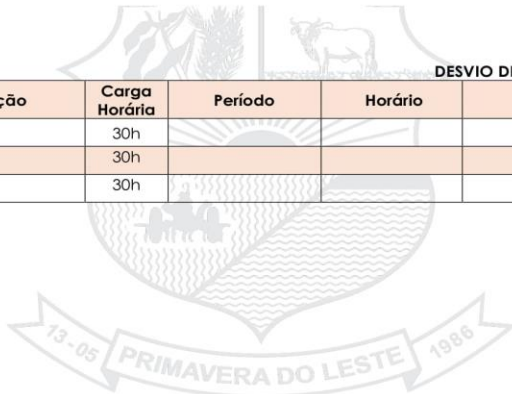 DESVIO DE
ção Carga Horária Período Horário
30h
30h
30h
13-05 PRIMAVERA DO LESTE 1986